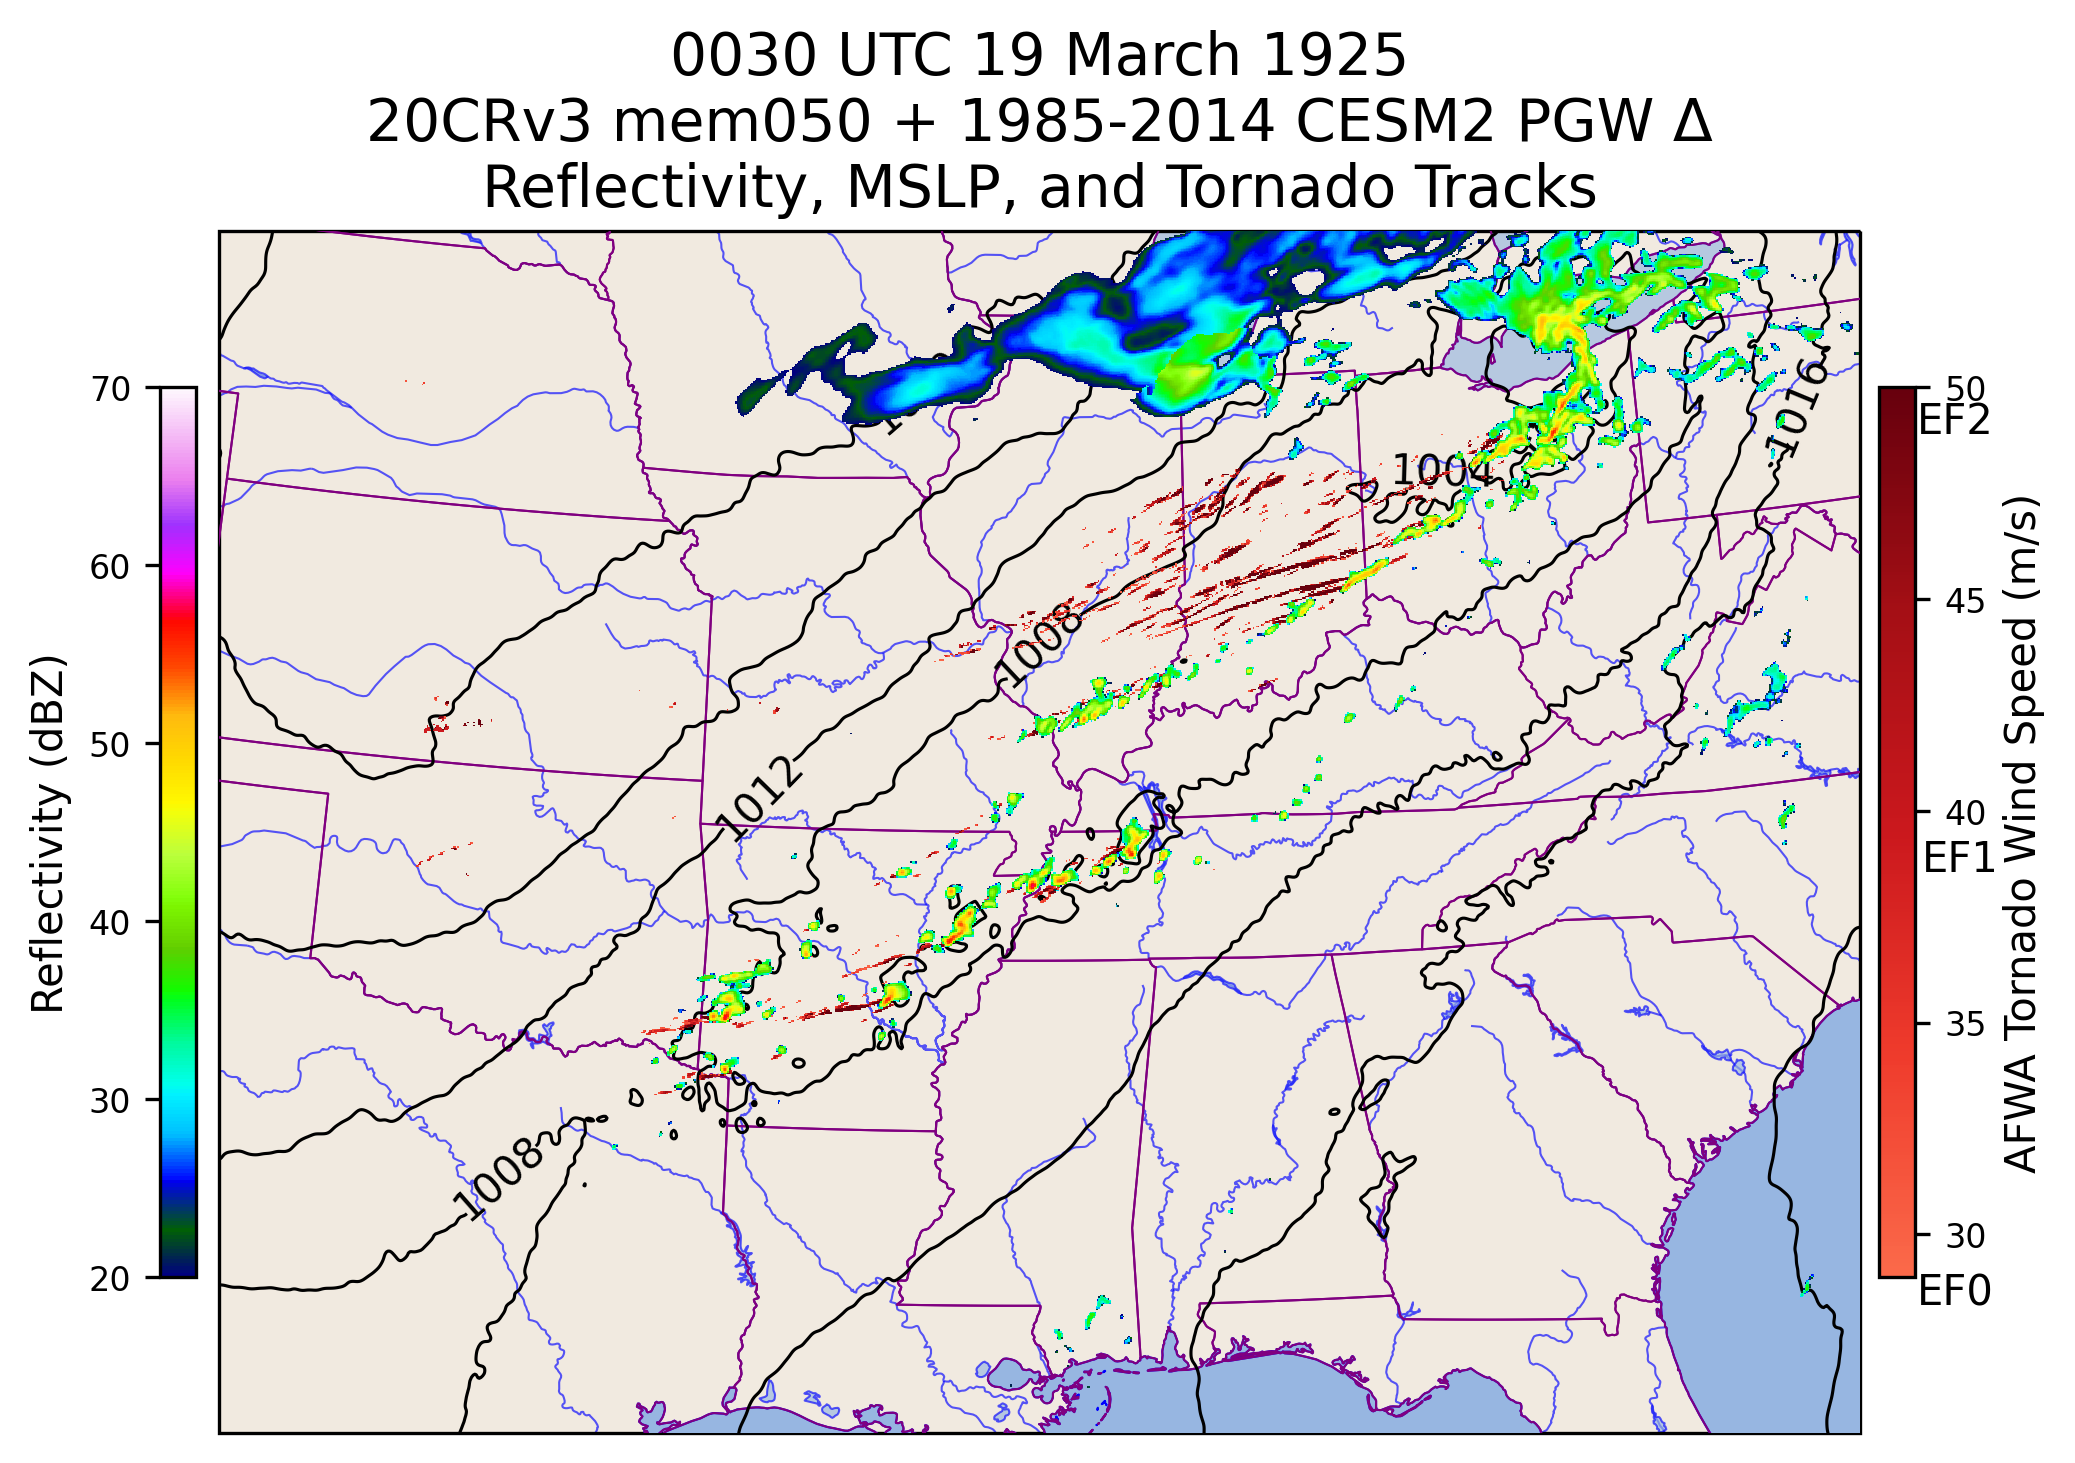 0030 UTC 19 March 1925
20CRv3 mem050 + 1985-2014 CESM2 PGW Δ
Reflectivity, MSLP, and Tornado Tracks
70
60
50
40
30
20
Reflectivity (dBZ)
1016
1004
1008
1012
1008
50
EF2
45
40
EF1
35
30
EF0
AFWA Tornado Wind Speed (m/s)